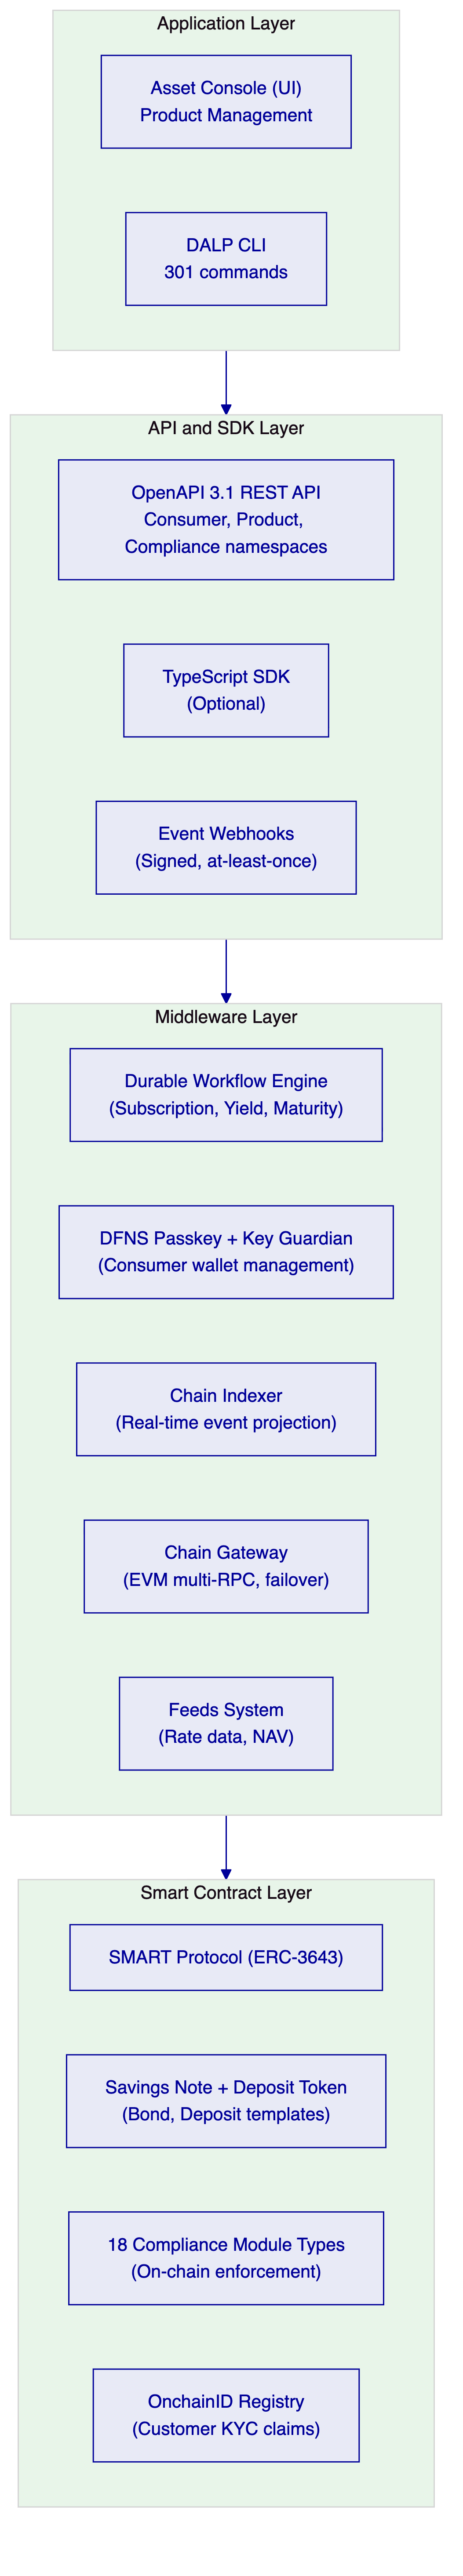 Application Layer
Asset Console (UI)
Product Management
DALP CLI
301 commands
API and SDK Layer
OpenAPI 3.1 REST API
Consumer, Product,
Compliance namespaces
TypeScript SDK
(Optional)
Event Webhooks
(Signed, at-least-once)
Middleware Layer
Durable Workflow Engine
(Subscription, Yield, Maturity)
DFNS Passkey + Key Guardian
(Consumer wallet management)
Chain Indexer
(Real-time event projection)
Chain Gateway
(EVM multi-RPC, failover)
Feeds System
(Rate data, NAV)
Smart Contract Layer
SMART Protocol (ERC-3643)
Savings Note + Deposit Token
(Bond, Deposit templates)
18 Compliance Module Types
(On-chain enforcement)
OnchainID Registry
(Customer KYC claims)